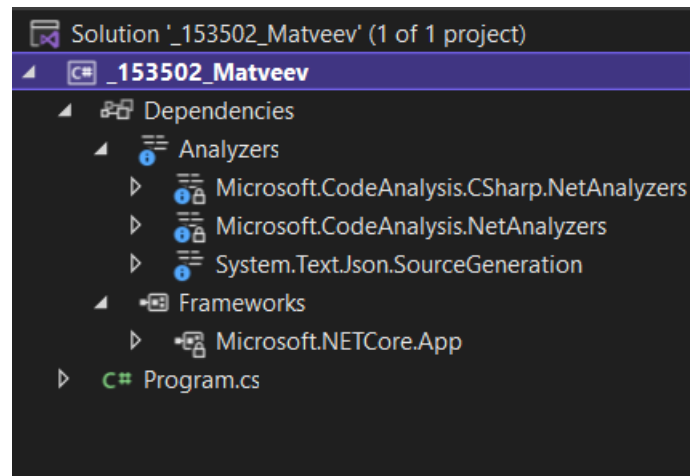 Solution '_153502_Matveev' (1 of 1 project)
C# _153502_Matveev
Dependencies
Analyzers
Microsoft.CodeAnalysis.CSharp.NetAnalyzers
Microsoft.CodeAnalysis.NetAnalyzers
System.Text.Json.SourceGeneration
Frameworks
Microsoft.NETCore.App
C# Program.cs